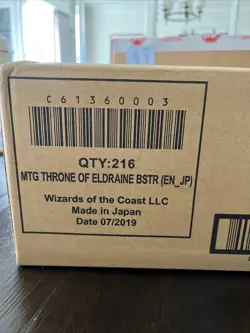 C61360003
QTY:216
MTG THRONE OF ELDRAINE BSTR (EN_JP)
Wizards of the Coast LLC
Made in Japan
Date 07/2019